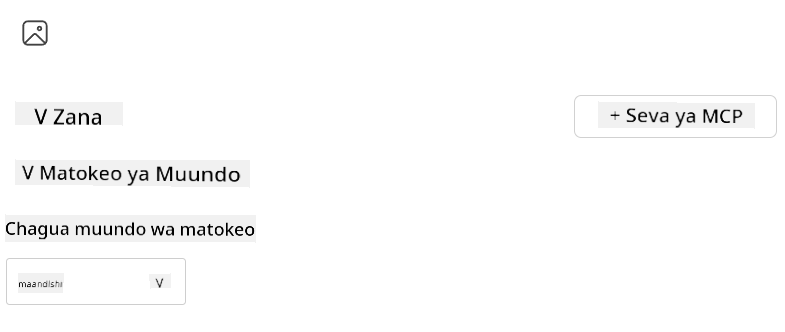 V Zana
+ Seva ya MCP
V Matokeo ya Muundo
Chagua muundo wa matokeo
maandishi
V